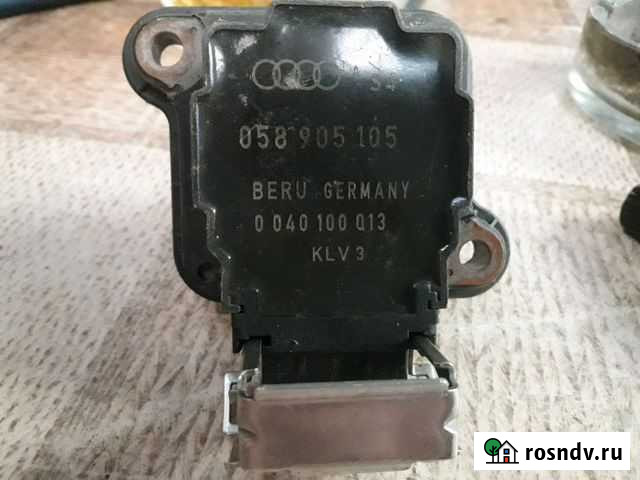 058 905 105
BERU GERMANY
0 040 100 013
KLV 3
rosndv.ru